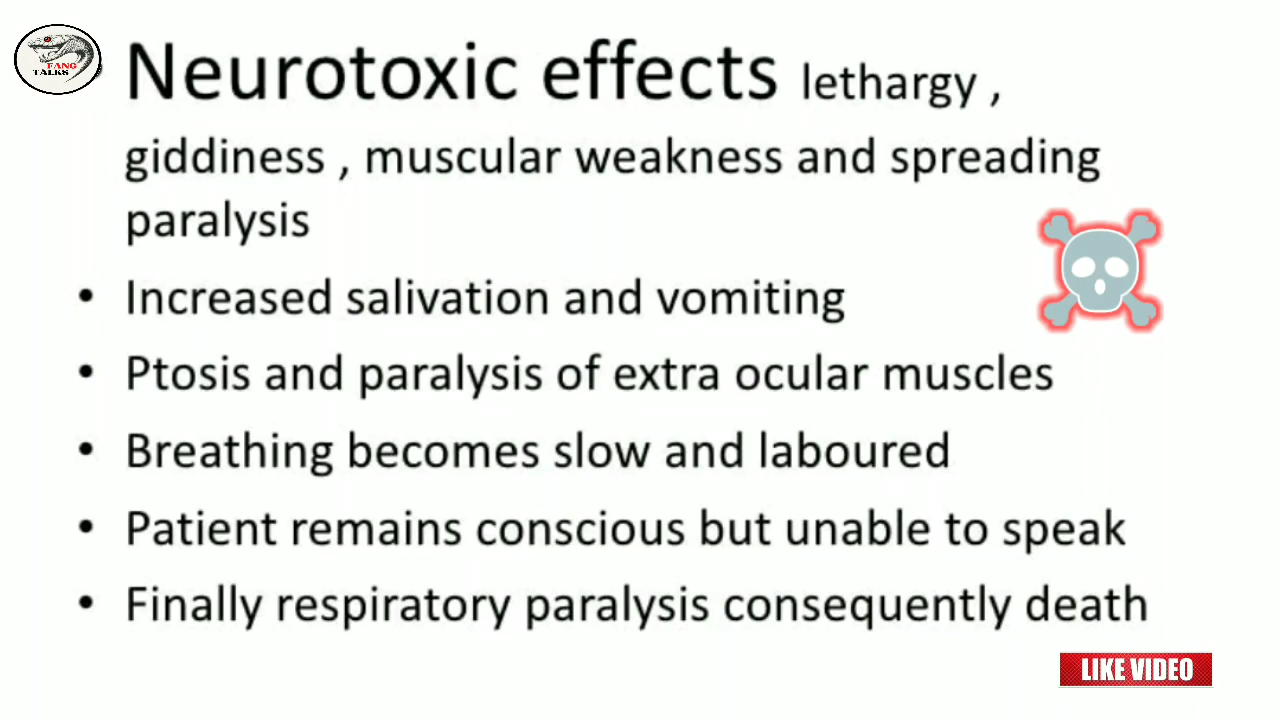 FANG
TALKS
Neurotoxic effects lethargy ,
giddiness , muscular weakness and spreading
paralysis
• Increased salivation and vomiting
• Ptosis and paralysis of extra ocular muscles
• Breathing becomes slow and laboured
• Patient remains conscious but unable to speak
• Finally respiratory paralysis consequently death
LIKE VIDEO